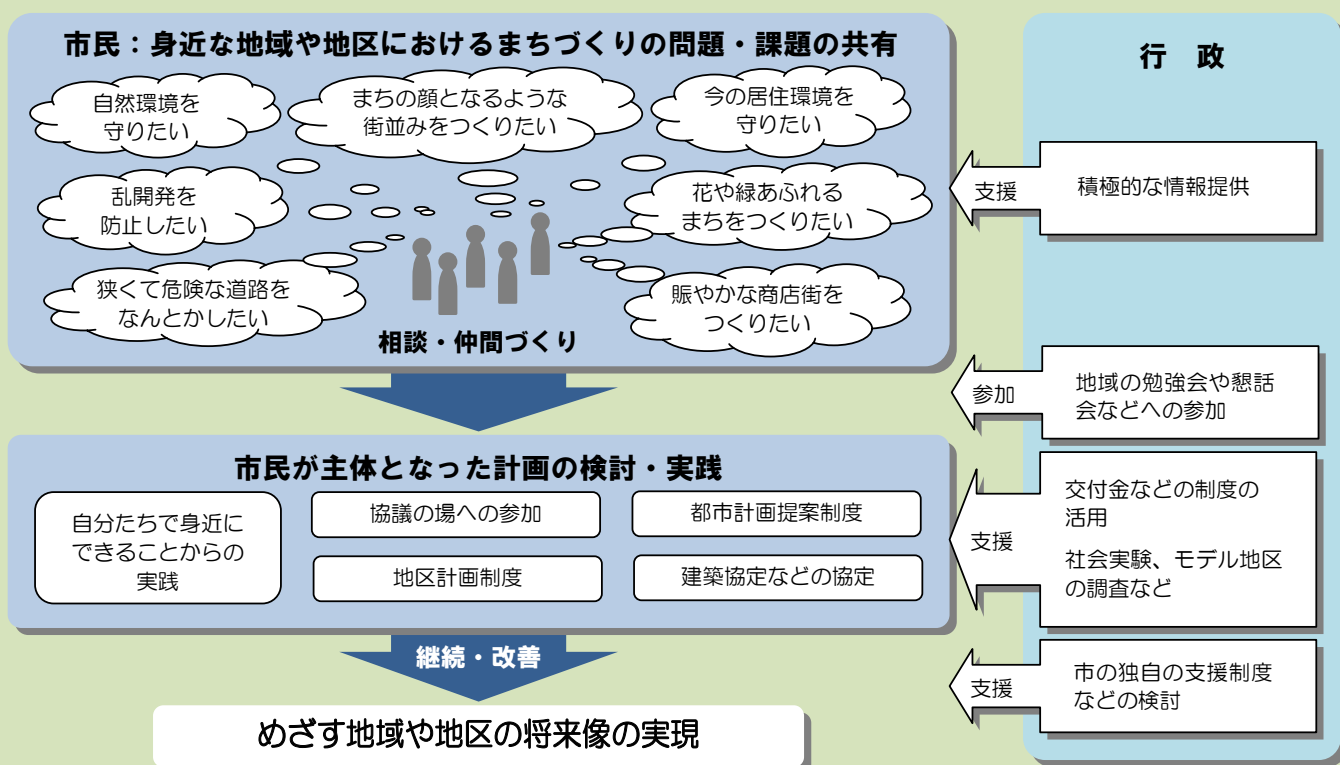 市民：身近な地域や地区におけるまちづくりの問題・課題の共有
自然環境を
守りたい
まちの顔となるような
街並みをつくりたい
今の居住環境を
守りたい
乱開発を
防止したい
花や緑あふれる
まちをつくりたい
狭くて危険な道路を
なんとかしたい
賑やかな商店街を
つくりたい
相談・仲間づくり
市民が主体となった計画の検討・実践
自分たちで身近に
できることからの
実践
協議の場への参加
都市計画提案制度
地区計画制度
建築協定などの協定
継続・改善
めざす地域や地区の将来像の実現
行 政
支援
積極的な情報提供
参加
地域の勉強会や懇話
会などへの参加
支援
交付金などの制度の
活用
社会実験、モデル地区
の調査など
支援
市の独自の支援制度
などの検討